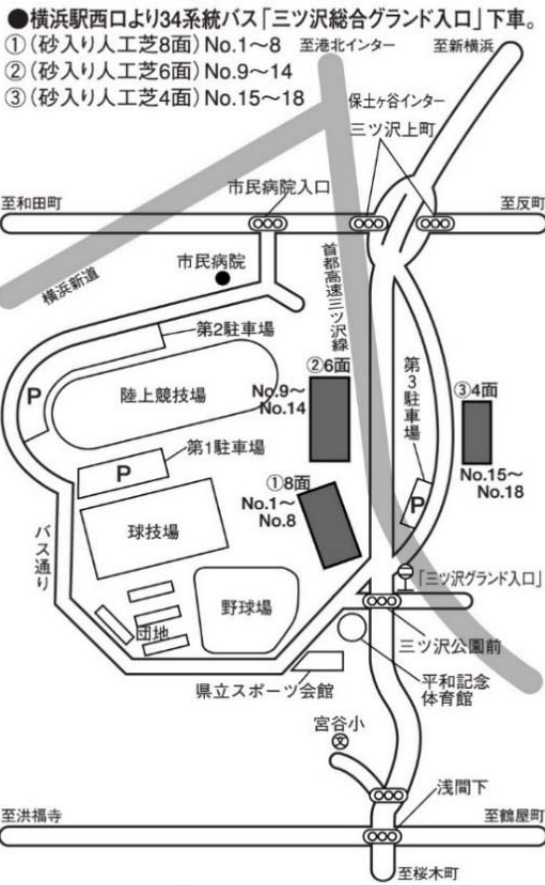 ●横浜駅西口より34系統バス「三ツ沢総合グランド入口」下車。
①(砂入り人工芝8面)No.1〜8
至港北インター
至新横浜
②(砂入り人工芝6面)No.9〜14
③(砂入り人工芝4面)No.15〜18
保土ヶ谷インター
三ツ沢上町
市民病院入口
至和田町
至反町
市民病院
横浜新道
首都高速三ツ沢線
第2駐車場
P
陸上競技場
②6面
No.9〜
No.14
第3駐車場
③4面
No.15〜
No.18
第1駐車場
P
①8面
No.1〜
No.8
P
球技場
バス通り
野球場
団地
「三ツ沢グランド入口」
三ツ沢公園前
県立スポーツ会館
平和記念
体育館
宮谷小
文
浅間下
至洪福寺
至鶴屋町
至桜木町